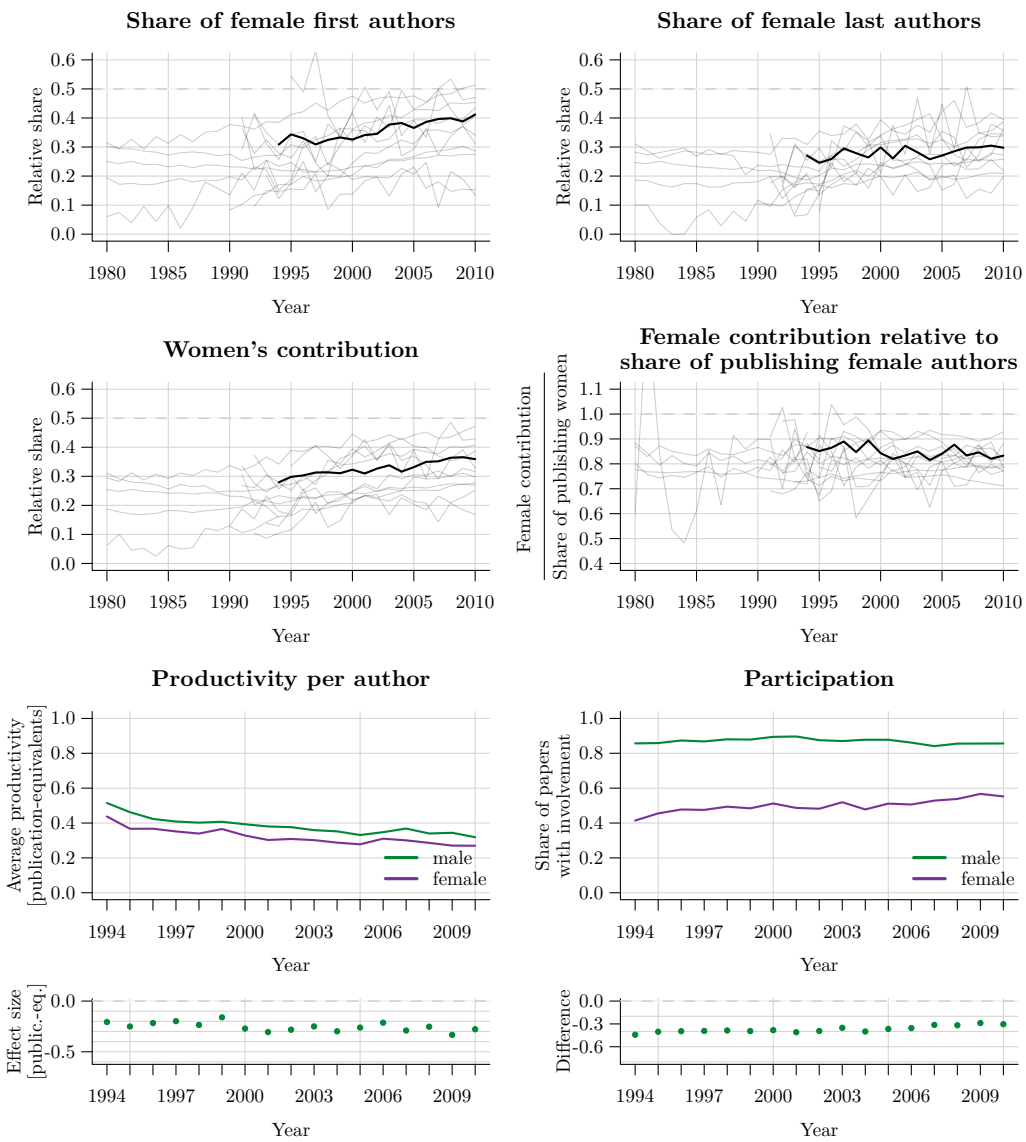 Share of female first authors
Relative share
0.6
0.5
0.4
0.3
0.2
0.1
0.0
1980 1985 1990 1995 2000 2005 2010
Year
Share of female last authors
Relative share
0.6
0.5
0.4
0.3
0.2
0.1
0.0
1980 1985 1990 1995 2000 2005 2010
Year
Women's contribution
Relative share
0.6
0.5
0.4
0.3
0.2
0.1
0.0
1980 1985 1990 1995 2000 2005 2010
Year
Female contribution relative to
share of publishing female authors
Female contribution
Share of publishing women
1.1
1.0
0.9
0.8
0.7
0.6
0.5
0.4
1980 1985 1990 1995 2000 2005 2010
Year
Productivity per author
Average productivity
[publication-equivalents]
1.0
0.8
0.6
0.4
0.2
0.0
male
female
1994 1997 2000 2003 2006 2009
Year
Effect size
[public.-eq.]
0.0
-0.5
1994 1997 2000 2003 2006 2009
Year
Participation
Share of papers
with involvement
1.0
0.8
0.6
0.4
0.2
0.0
male
female
1994 1997 2000 2003 2006 2009
Year
Difference
0.0
-0.3
-0.6
1994 1997 2000 2003 2006 2009
Year